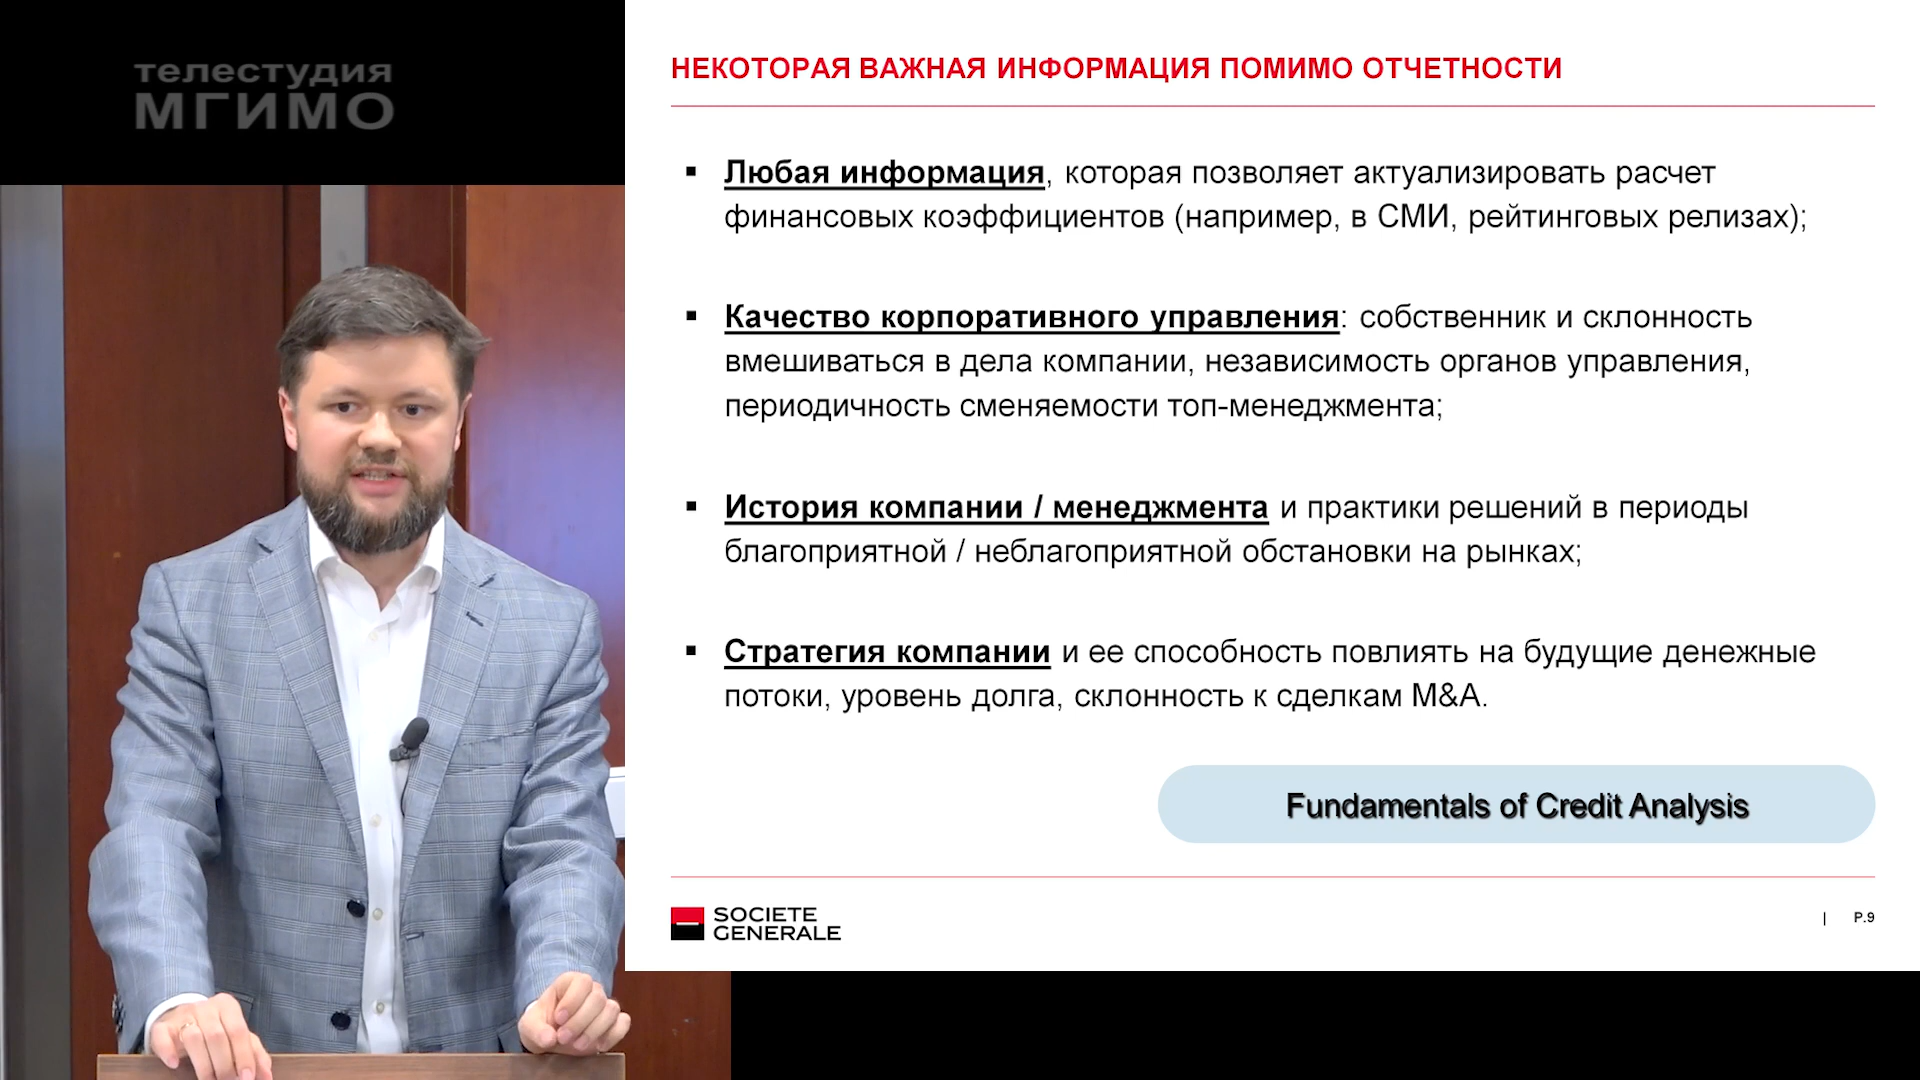 телестудия
МГИМО
НЕКОТОРАЯ ВАЖНАЯ ИНФОРМАЦИЯ ПОМИМО ОТЧЕТНОСТИ
▪ Любая информация, которая позволяет актуализировать расчет
финансовых коэффициентов (например, в СМИ, рейтинговых релизах);
▪ Качество корпоративного управления: собственник и склонность
вмешиваться в дела компании, независимость органов управления,
периодичность сменяемости топ-менеджмента;
▪ История компании / менеджмента и практики решений в периоды
благоприятной / неблагоприятной обстановки на рынках;
▪ Стратегия компании и ее способность повлиять на будущие денежные
потоки, уровень долга, склонность к сделкам M&A.
Fundamentals of Credit Analysis
SOCIETE
GENERALE
| P.9